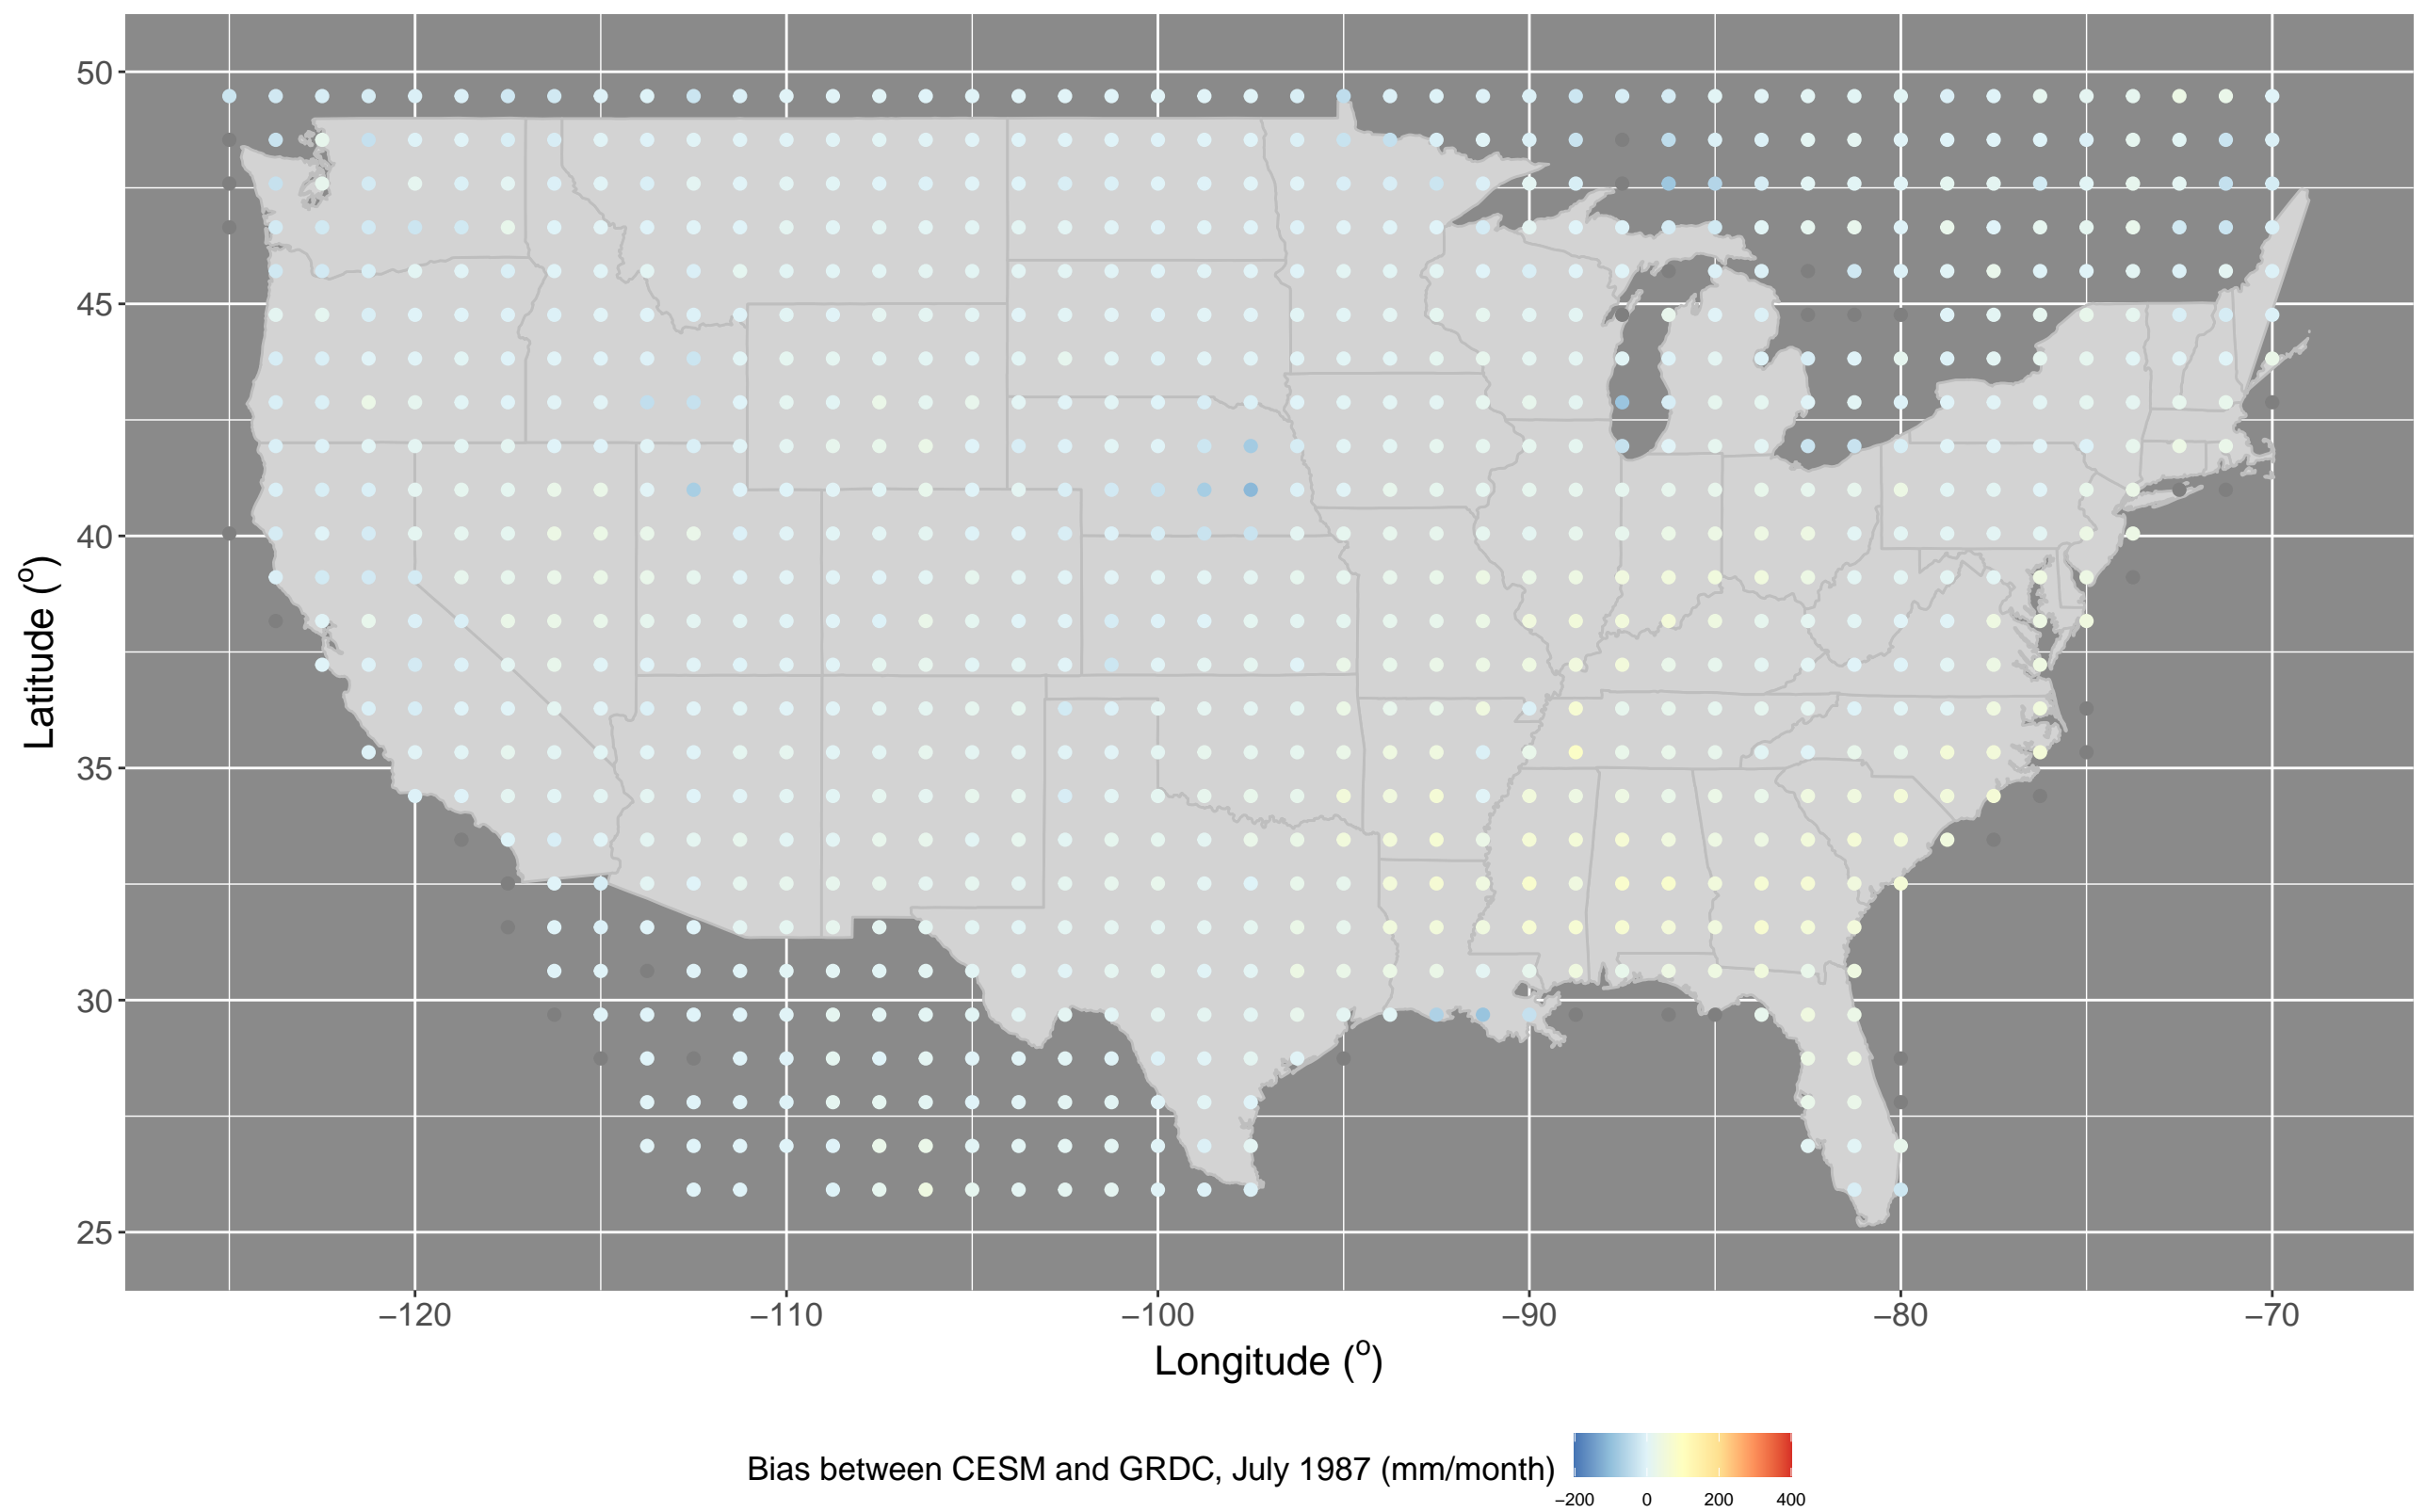 50
45
40
35
30
25
Latitude (o)
−120 −110 −100 −90 −80 −70
Longitude (o)
Bias between CESM and GRDC, July 1987 (mm/month)
−200 0 200 400